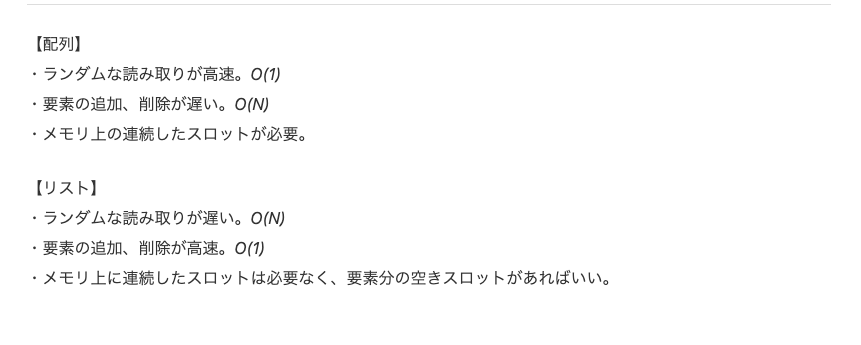 【配列】
・ランダムな読み取りが高速。O(1)
・要素の追加、削除が遅い。O(N)
・メモリ上の連続したスロットが必要。
【リスト】
・ランダムな読み取りが遅い。O(N)
・要素の追加、削除が高速。O(1)
・メモリ上に連続したスロットは必要なく、要素分の空きスロットがあればいい。